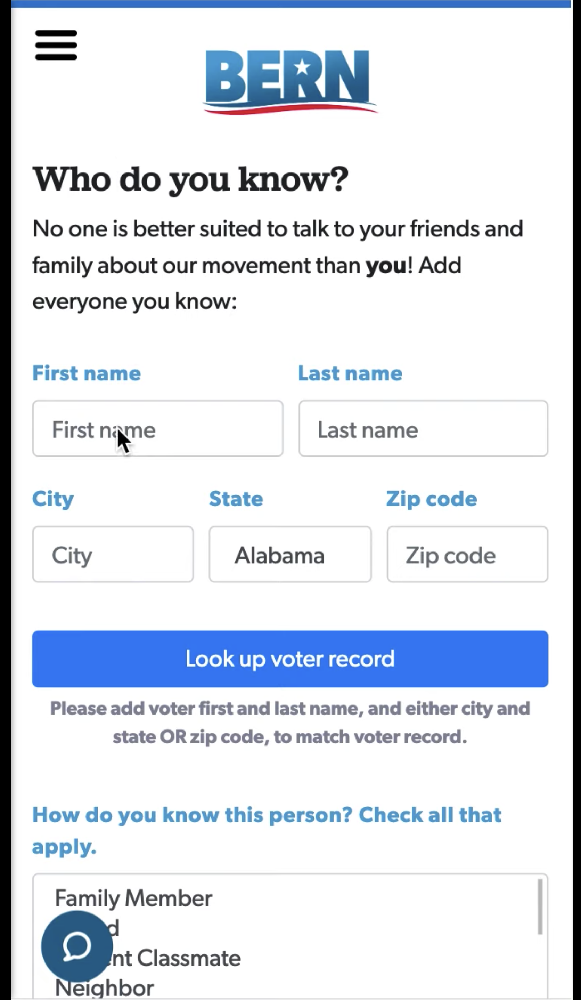 BERN
Who do you know?
No one is better suited to talk to your friends and
family about our movement than you! Add
everyone you know:
First name Last name
First name Last name
City State Zip code
City Alabama Zip code
Look up voter record
Please add voter first and last name, and either city and
state OR zip code, to match voter record.
How do you know this person? Check all that
apply.
Family Member
Classmate
Neighbor